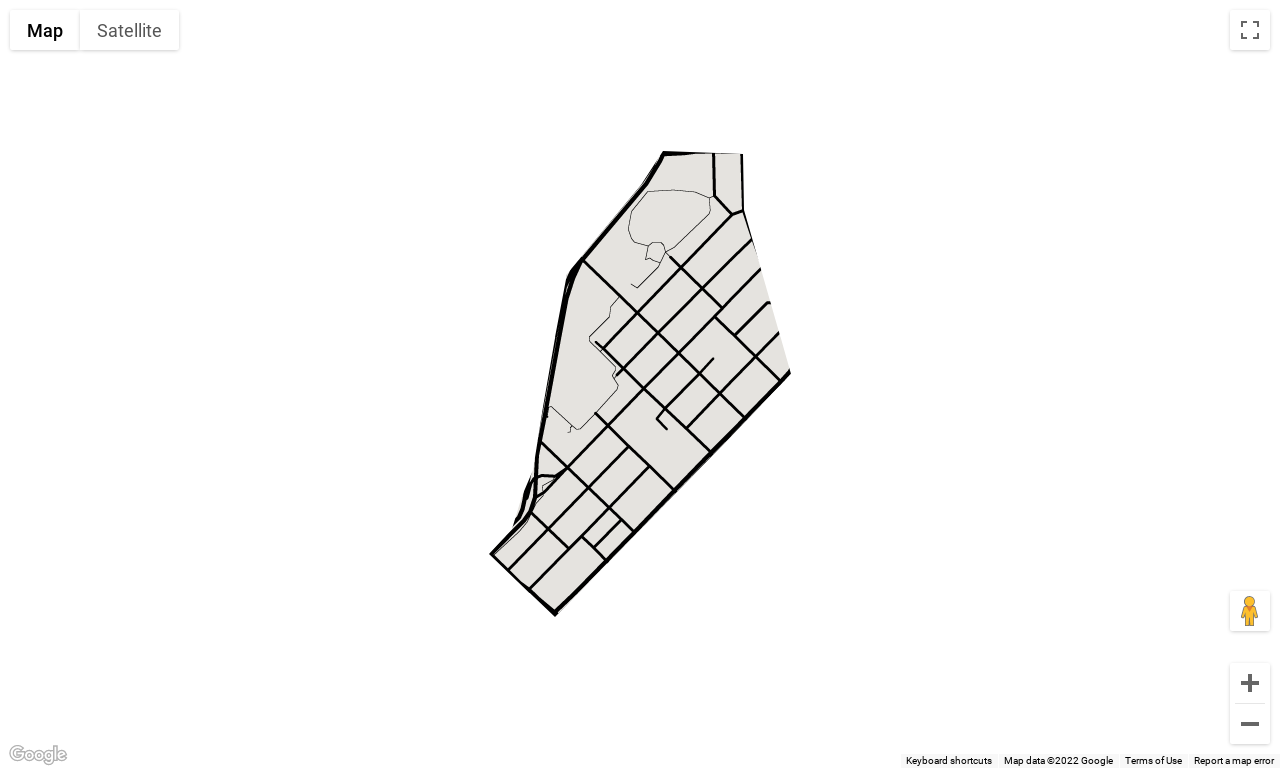 Map Satellite
Google
Keyboard shortcuts Map data ©2022 Google Terms of Use Report a map error